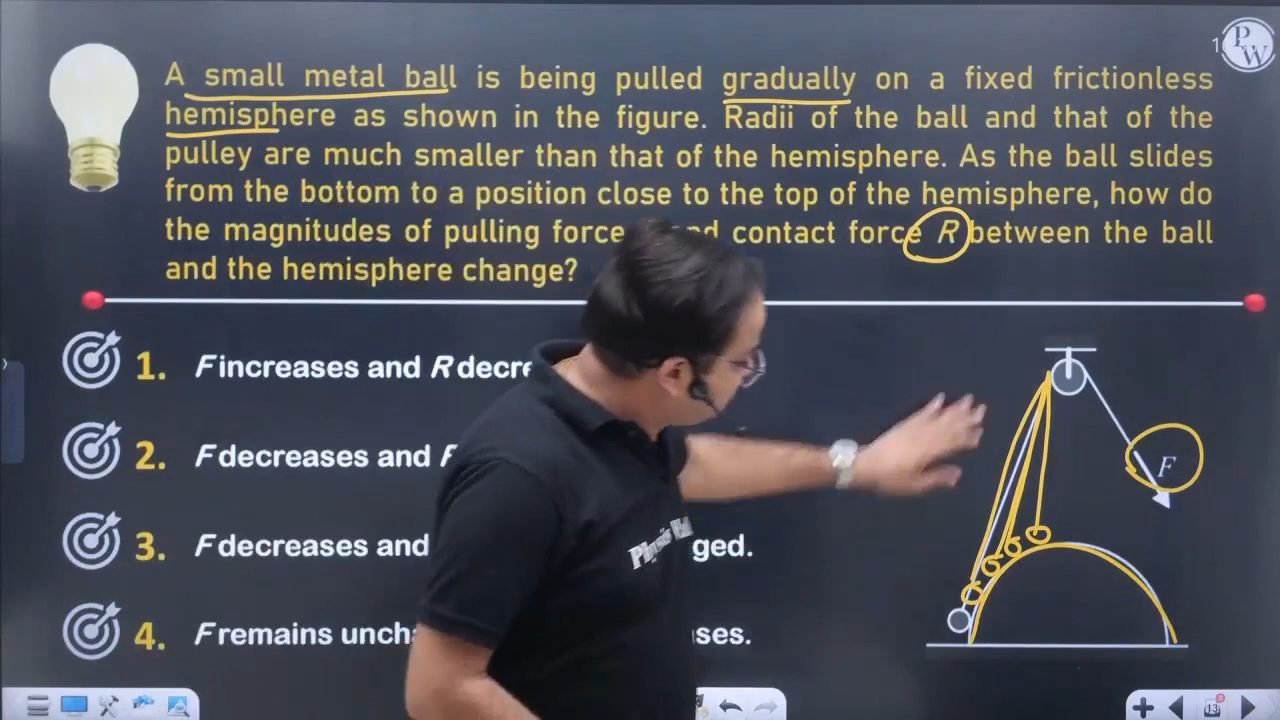 A small metal ball is being pulled gradually on a fixed frictionless
hemisphere as shown in the figure. Radii of the ball and that of the
pulley are much smaller than that of the hemisphere. As the ball slides
from the bottom to a position close to the top of the hemisphere, how do
the magnitudes of pulling force contact force R between the ball
and the hemisphere change?
1. F increases and R
2. F decreases and
3. F decreases and
4. F remains
F
PW
Physics
13